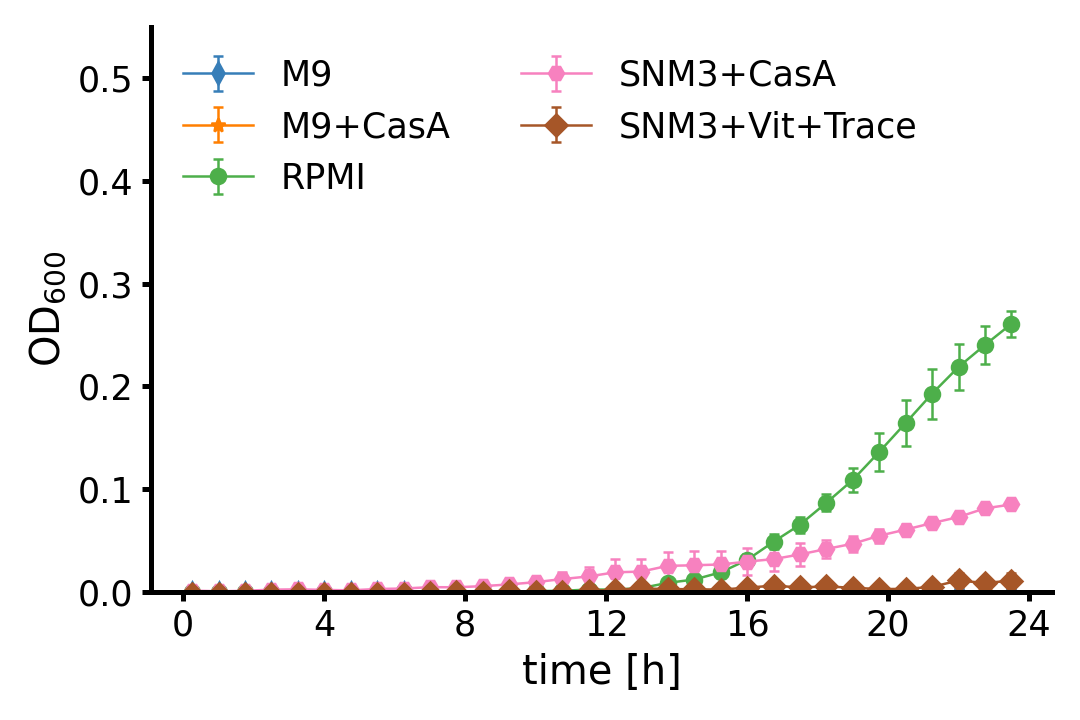 M9
M9+CasA
RPMI
SNM3+CasA
SNM3+Vit+Trace
OD600
0.5
0.4
0.3
0.2
0.1
0.0
0 4 8 12 16 20 24
time [h]